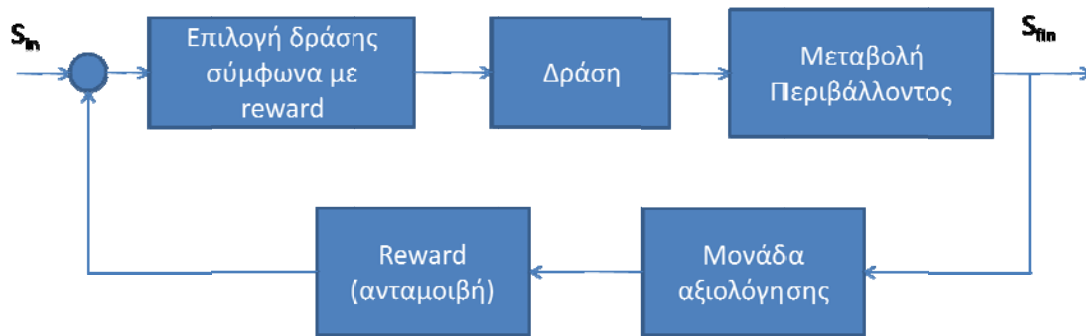 S_in
Επιλογή δράσης
σύμφωνα με
reward
Δράση
Μεταβολή
Περιβάλλοντος
S_fin
Reward
(ανταμοιβή)
Μονάδα
αξιολόγησης